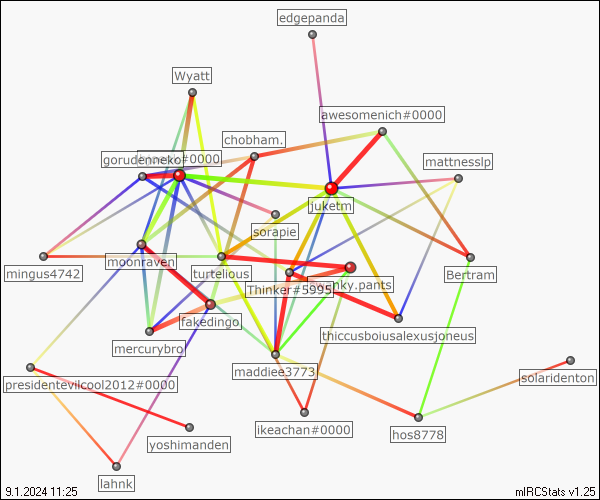 edgepanda
Wyatt
awesomenich#0000
chobham.
mattnesslp
gorudenneko
#0000
juketm
sorapie
moonraven
turtelious
mingus4742
Bertram
Thinker#5995
.pants
fakedingo
thiccusboiusalexusjoneus
mercurybro
maddiee3773
presidentevilcool2012#0000
solaridenton
ikeachan#0000
hos8778
yoshimanden
lahnk
9.1.2024 11:25
mIRCStats v1.25